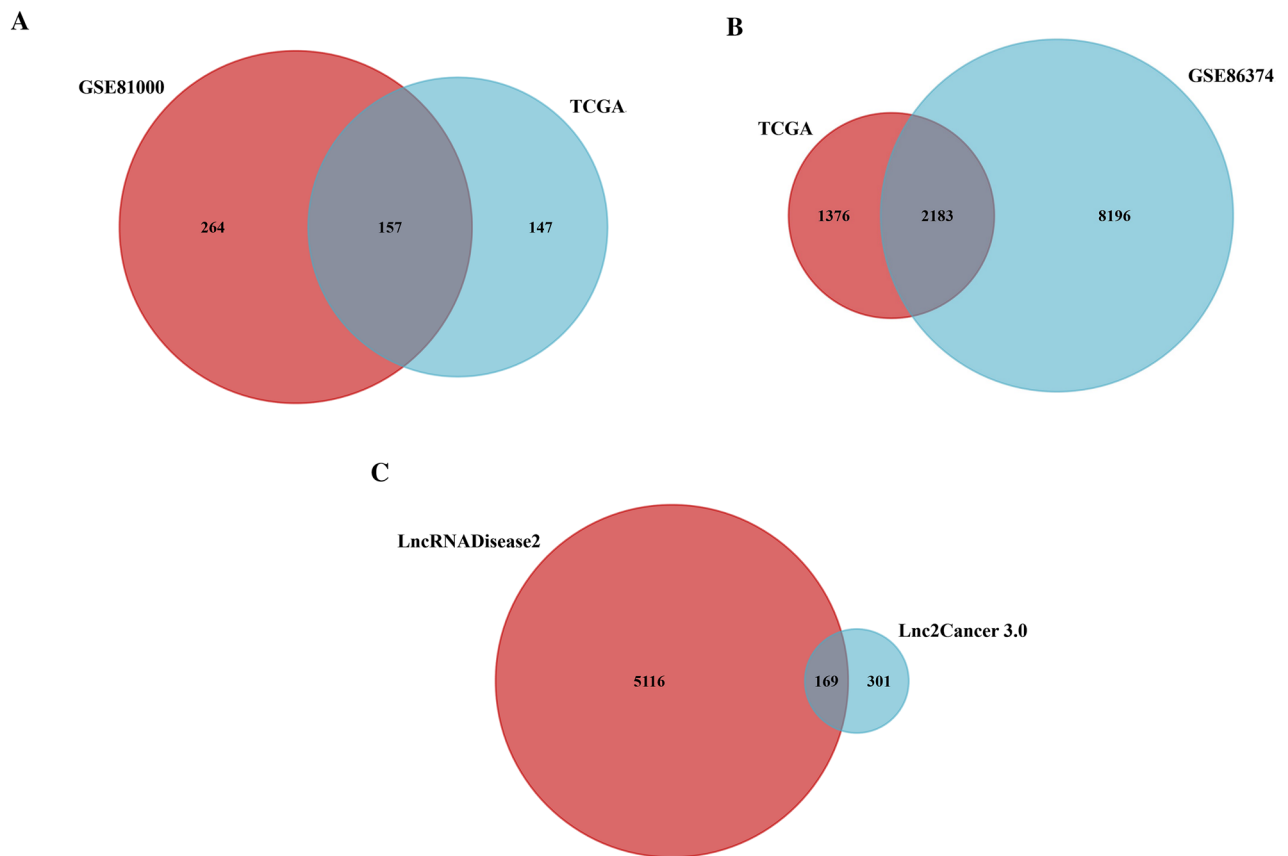 A
GSE81000
TCGA
264
157
147
B
TCGA
GSE86374
1376
2183
8196
C
LncRNADisease2
Lnc2Cancer 3.0
5116
169
301